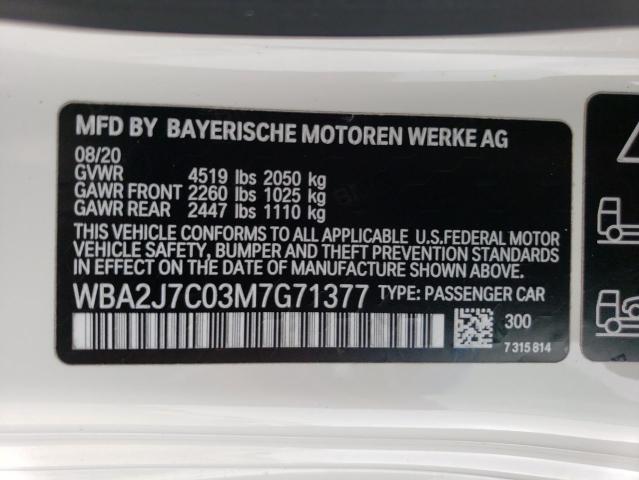 MFD BY BAYERISCHE MOTOREN WERKE AG
08/20
GVWR 4519 lbs 2050 kg
GAWR FRONT 2260 lbs 1025 kg
GAWR REAR 2447 lbs 1110 kg
THIS VEHICLE CONFORMS TO ALL APPLICABLE U.S.FEDERAL MOTOR
VEHICLE SAFETY, BUMPER AND THEFT PREVENTION STANDARDS
IN EFFECT ON THE DATE OF MANUFACTURE SHOWN ABOVE.
WBA2J7C03M7G71377 TYPE: PASSENGER CAR
300
7 315 814